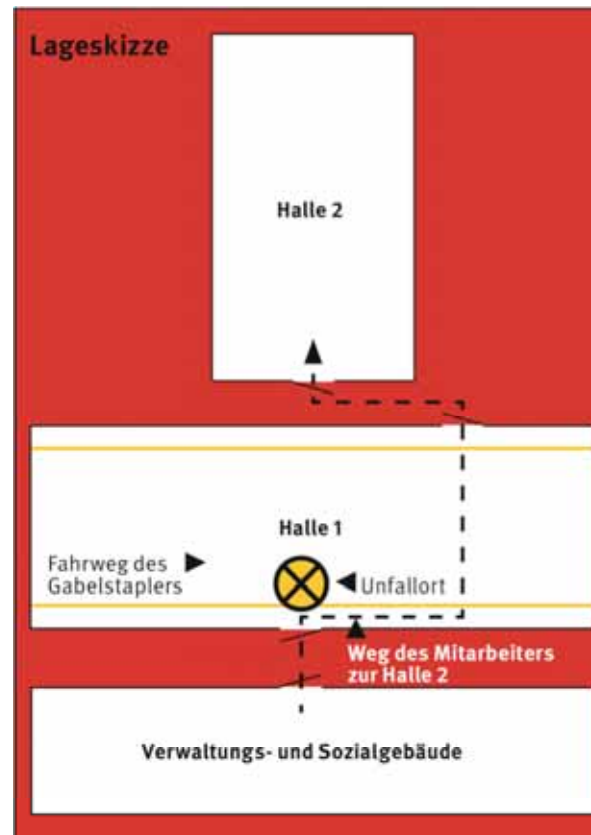 Lageskizze
Halle 2
Halle 1
Fahrweg des
Gabelstaplers
Unfallort
Weg des Mitarbeiters
zur Halle 2
Verwaltungs- und Sozialgebäude